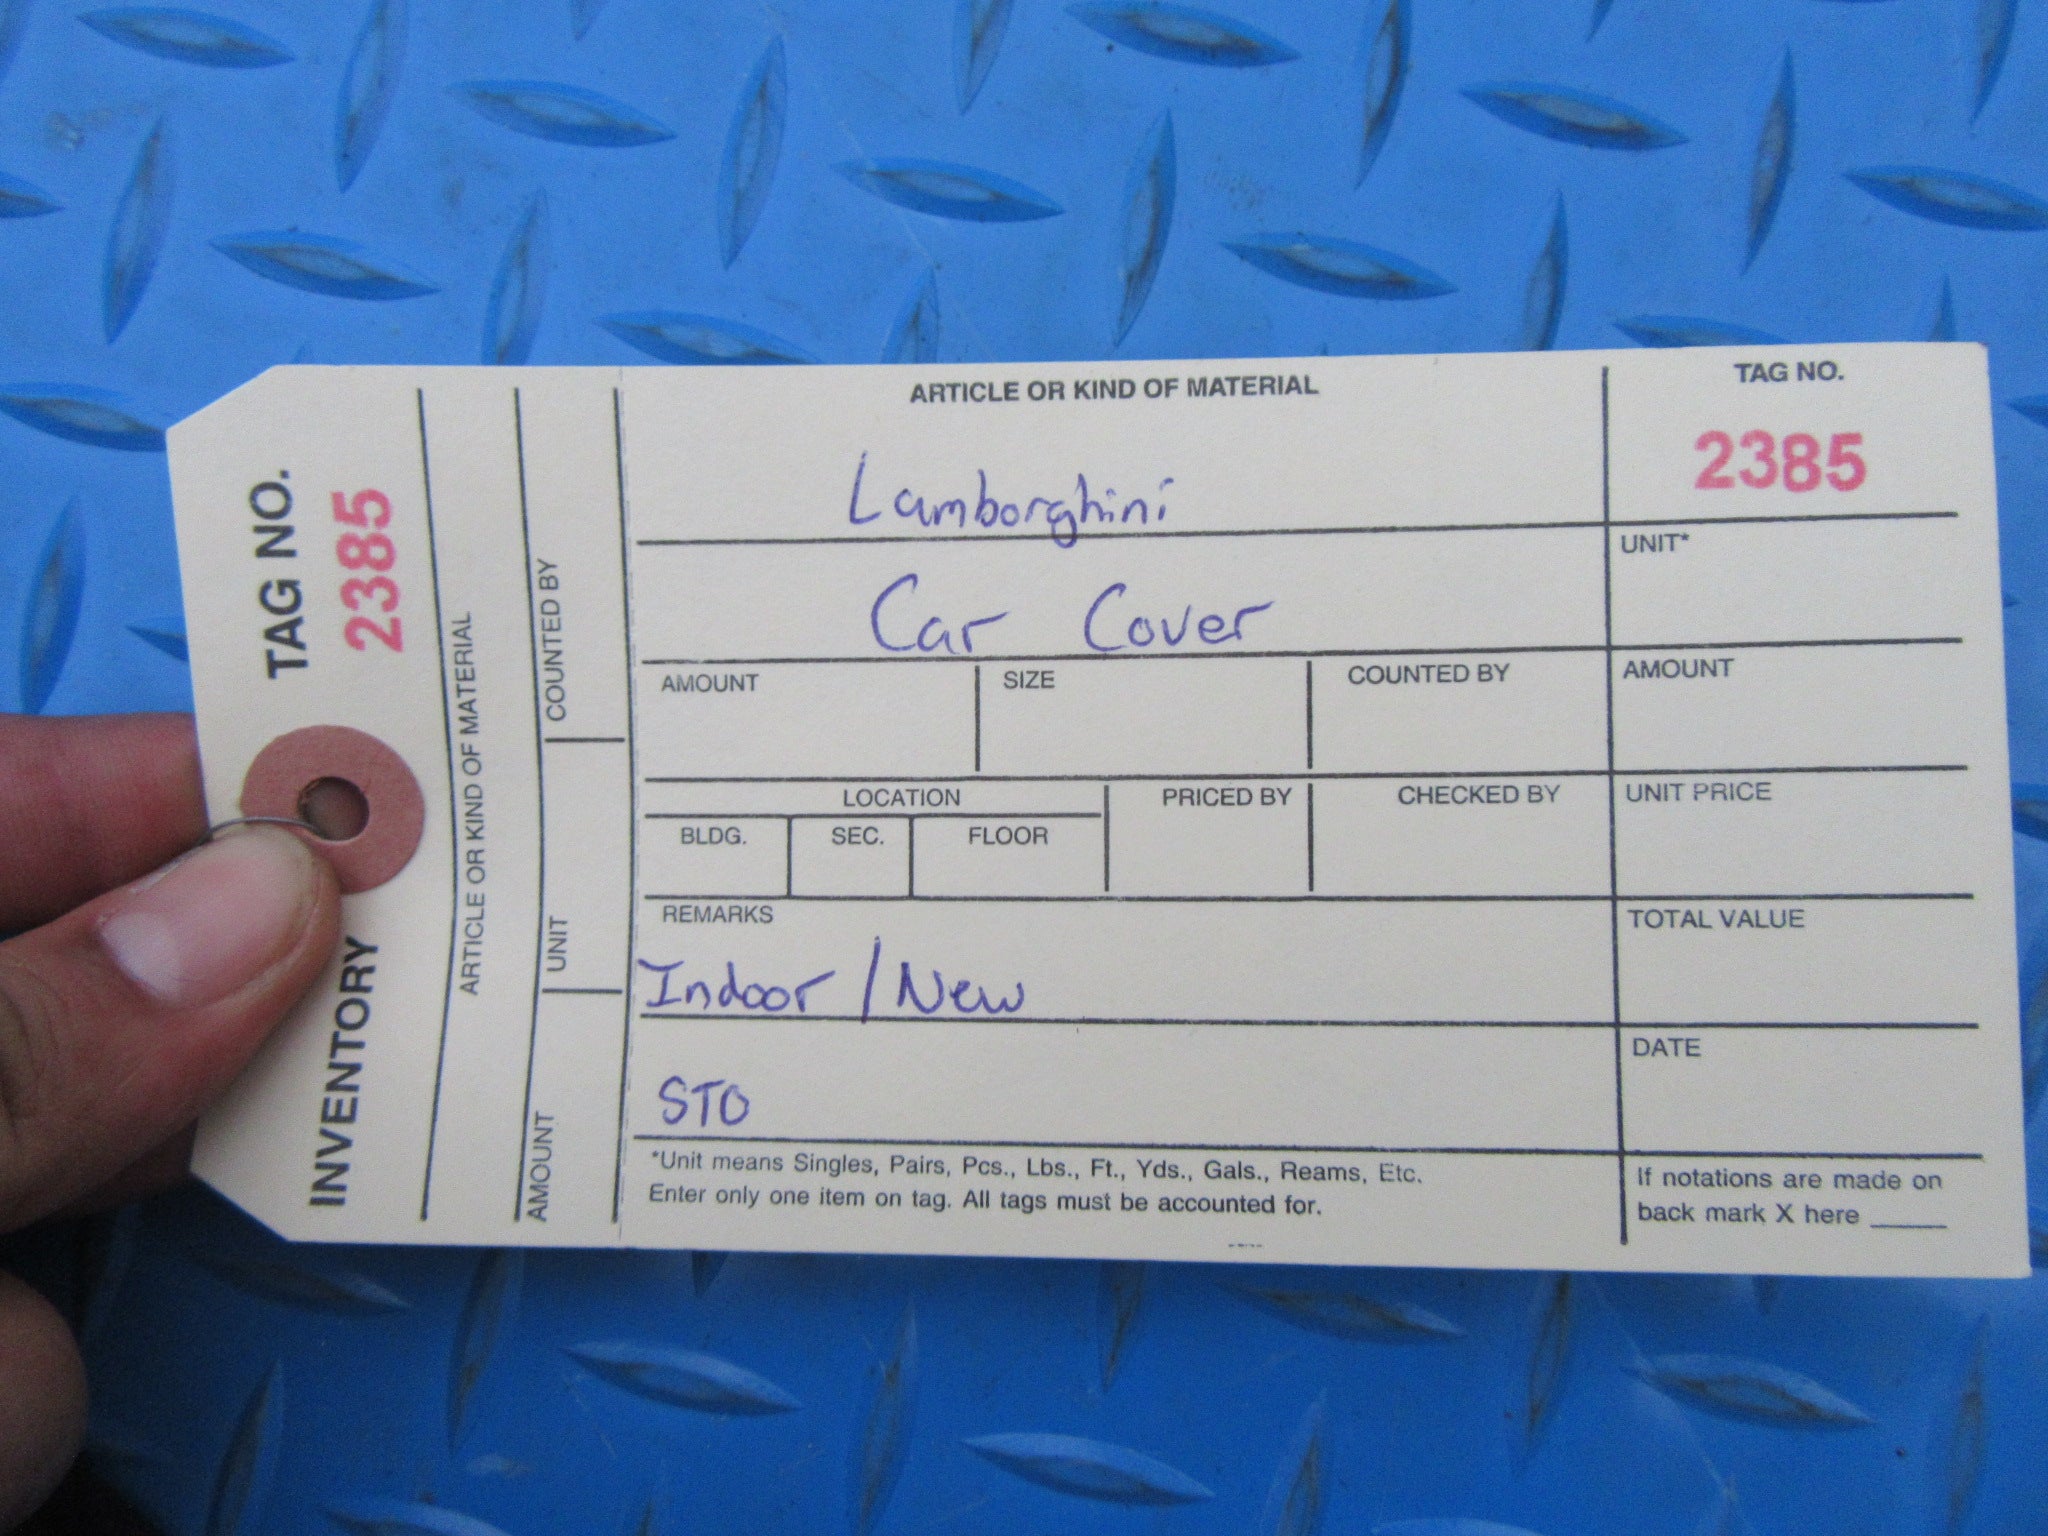 TAG NO.
2385
INVENTORY
ARTICLE OR KIND OF MATERIAL
COUNTED BY
UNIT
AMOUNT
ARTICLE OR KIND OF MATERIAL
Lamborghini
Car Cover
TAG NO.
2385
UNIT*
AMOUNT
SIZE
COUNTED BY
AMOUNT
LOCATION
BLDG.
SEC.
FLOOR
PRICED BY
CHECKED BY
UNIT PRICE
REMARKS
Indoor / New
STO
TOTAL VALUE
DATE
*Unit means Singles, Pairs, Pcs., Lbs., Ft., Yds., Gals., Reams, Etc.
Enter only one item on tag. All tags must be accounted for.
If notations are made on
back mark X here _____